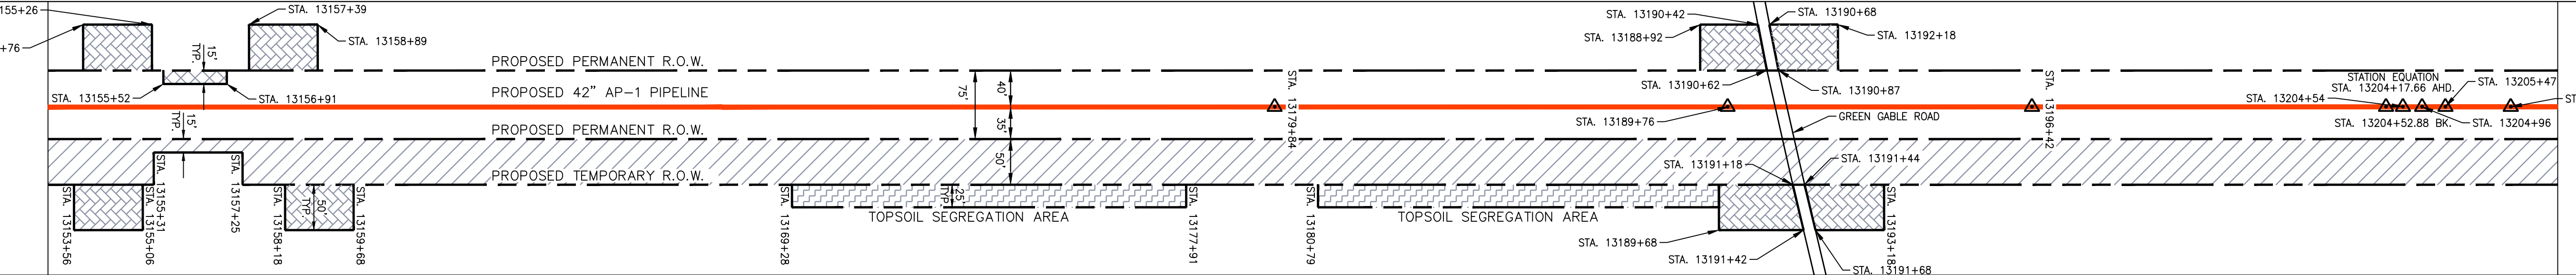 155+26
+76
STA. 13157+39
STA. 13158+89
15'
TYP.
STA. 13155+52
STA. 13156+91
15'
TYP.
PROPOSED PERMANENT R.O.W.
PROPOSED 42" AP-1 PIPELINE
PROPOSED PERMANENT R.O.W.
PROPOSED TEMPORARY R.O.W.
STA. 13153+56
STA. 13155+06
STA. 13155+31
STA. 13157+25
STA. 13158+18
50'
TYP.
STA. 13159+68
STA. 13169+28
75'
40'
35'
50'
25'
TYP.
TOPSOIL SEGREGATION AREA
STA. 13177+91
STA. 13179+84
STA. 13180+79
TOPSOIL SEGREGATION AREA
STA. 13190+42
STA. 13188+92
STA. 13190+68
STA. 13192+18
STA. 13190+62
STA. 13190+87
STA. 13189+76
GREEN GABLE ROAD
STA. 13191+18
STA. 13191+44
STA. 13189+68
STA. 13191+42
STA. 13191+68
STA. 13193+18
STA. 13196+42
STATION EQUATION
STA. 13204+17.66 AHD.
STA. 13204+54
STA. 13204+52.88 BK.
STA. 13205+47
STA. 13204+96
ST